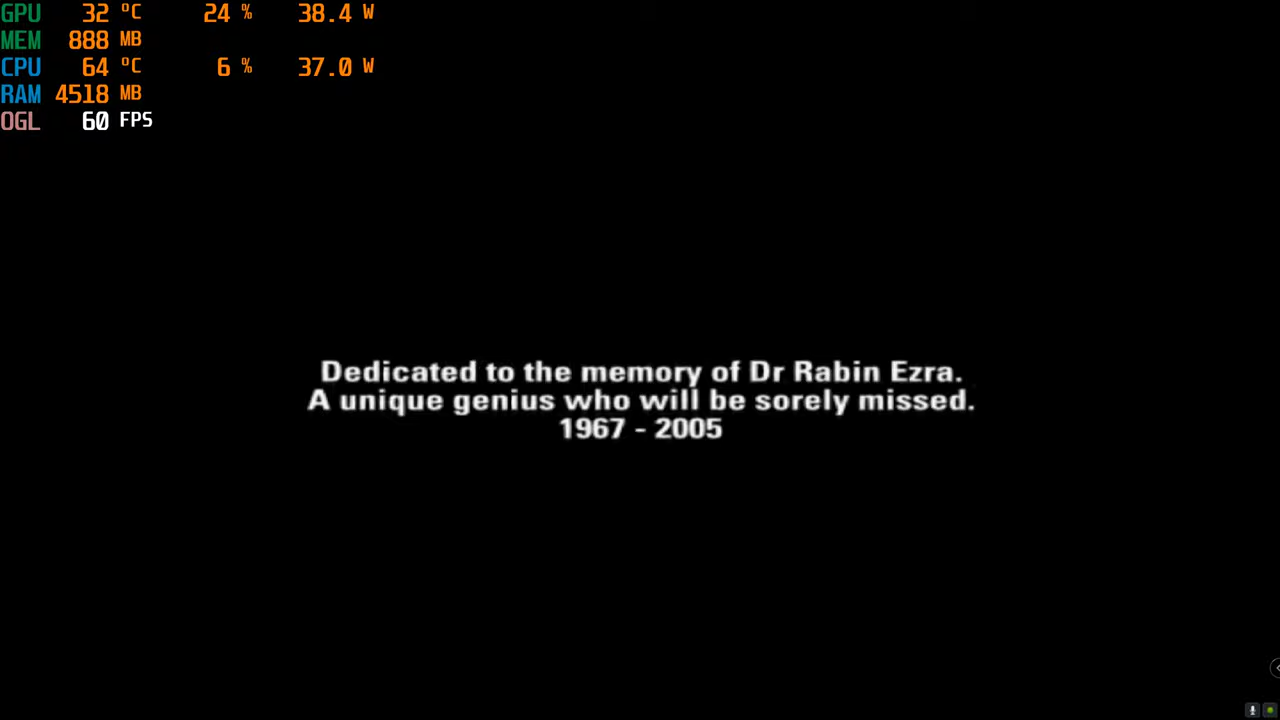 GPU 32 °C 24 % 38.4 W
MEM 888 MB
CPU 64 °C 6 % 37.0 W
RAM 4518 MB
OGL 60 FPS
Dedicated to the memory of Dr Rabin Ezra.
A unique genius who will be sorely missed.
1967 - 2005